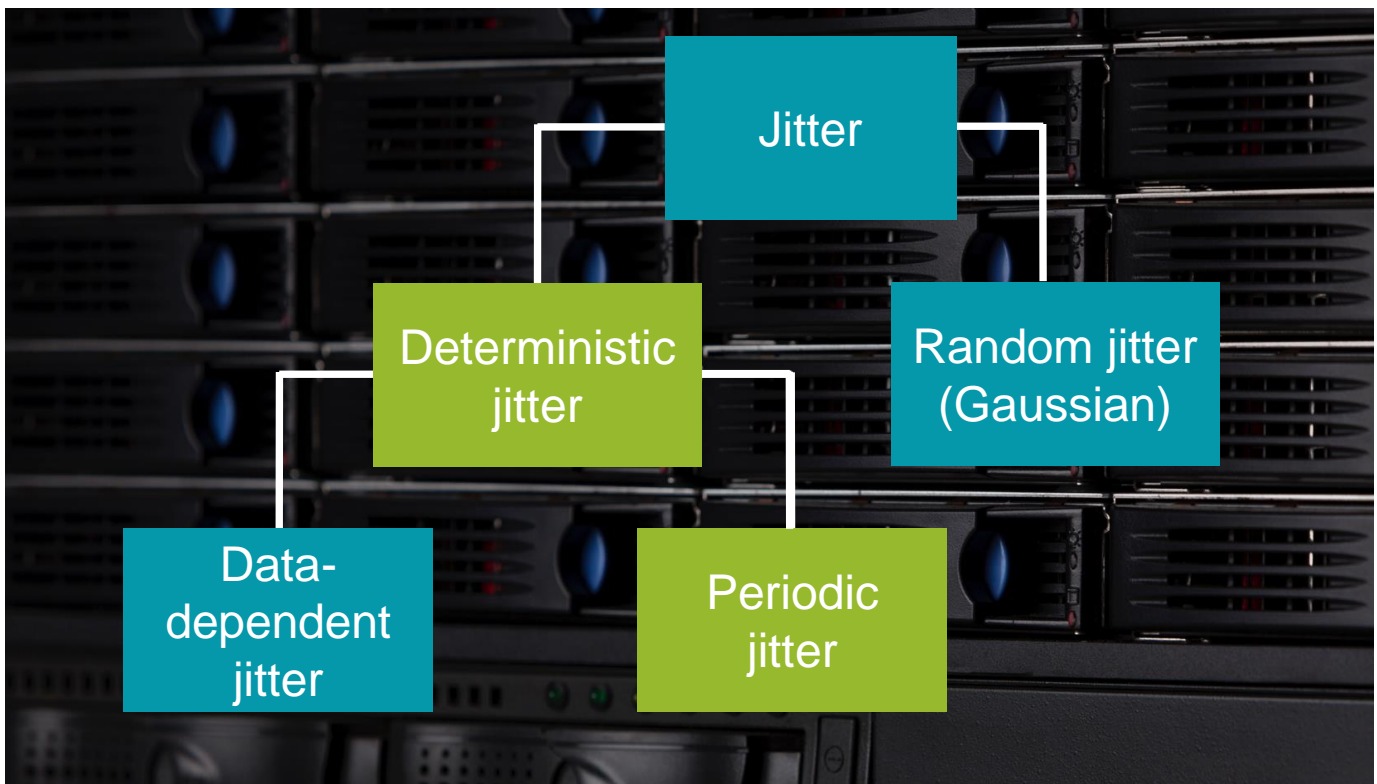 Jitter
Deterministic
jitter
Random jitter
(Gaussian)
Data-
dependent
jitter
Periodic
jitter